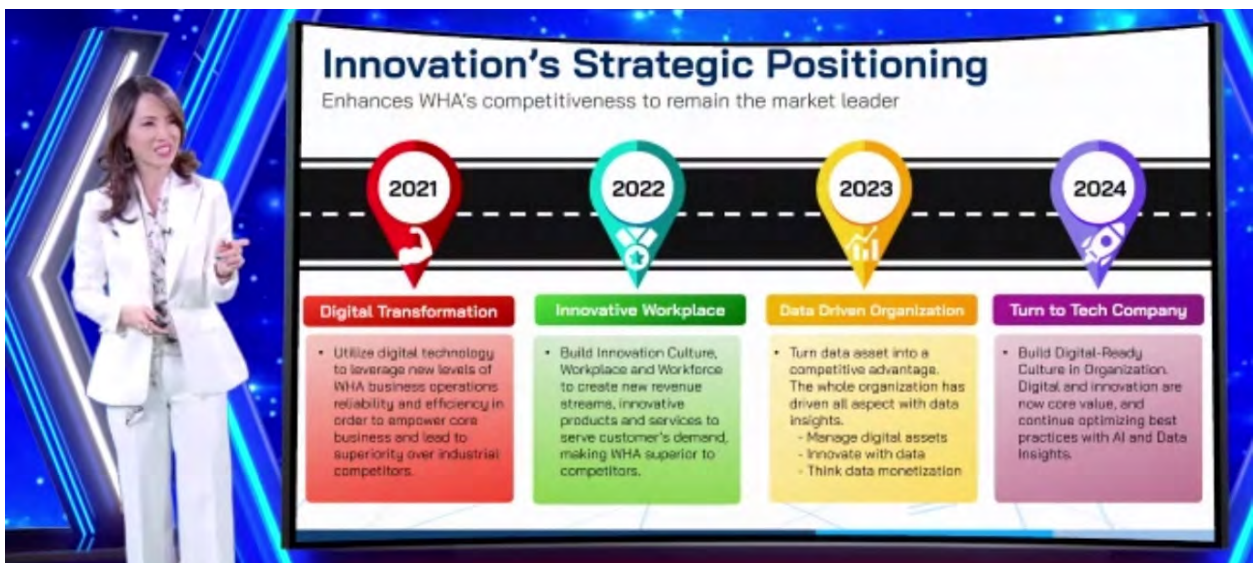 Innovation's Strategic Positioning
Enhances WHA's competitiveness to remain the market leader
2021
2022
2023
2024
Digital Transformation
• Utilize digital technology
to leverage new levels of
WHA business operations
reliability and efficiency in
order to empower core
business and lead to
superiority over industrial
competitors.
Innovative Workplace
• Build Innovation Culture,
Workplace and Workforce
to create new revenue
streams, innovative
products and services to
serve customer's demand,
making WHA superior to
competitors.
Data Driven Organization
• Turn data asset into a
competitive advantage.
The whole organization has
driven all aspect with data
insights.
- Manage digital assets
- Innovate with data
- Think data monetization
Turn to Tech Company
• Build Digital-Ready
Culture in Organization.
Digital and innovation are
now core value, and
continue optimizing best
practices with AI and Data
Insights.